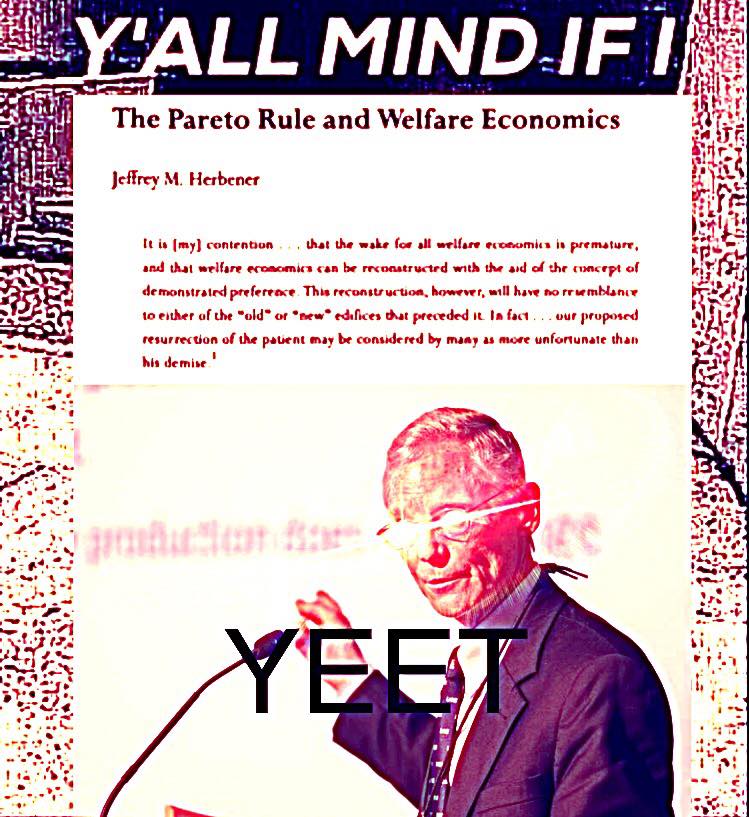 Y'ALL MIND IF I
The Pareto Rule and Welfare Economics
Jeffrey M. Herbener
It is [my] contention . . . that the wake for all welfare economics is premature,
and that welfare economics can be reconstructed with the aid of the concept of
demonstrated preference. This reconstruction, however, will have no resemblance
to either of the "old" or "new" edifices that preceded it. In fact . . . our proposed
resurrection of the patient may be considered by many as more unfortunate than
his demise.1
production
YEET